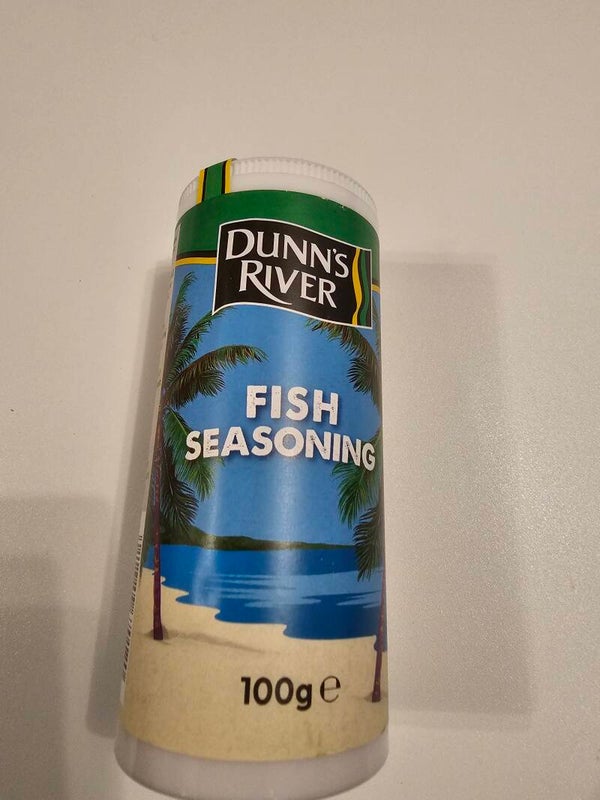 DUNN'S
RIVER
FISH
SEASONING
100g e